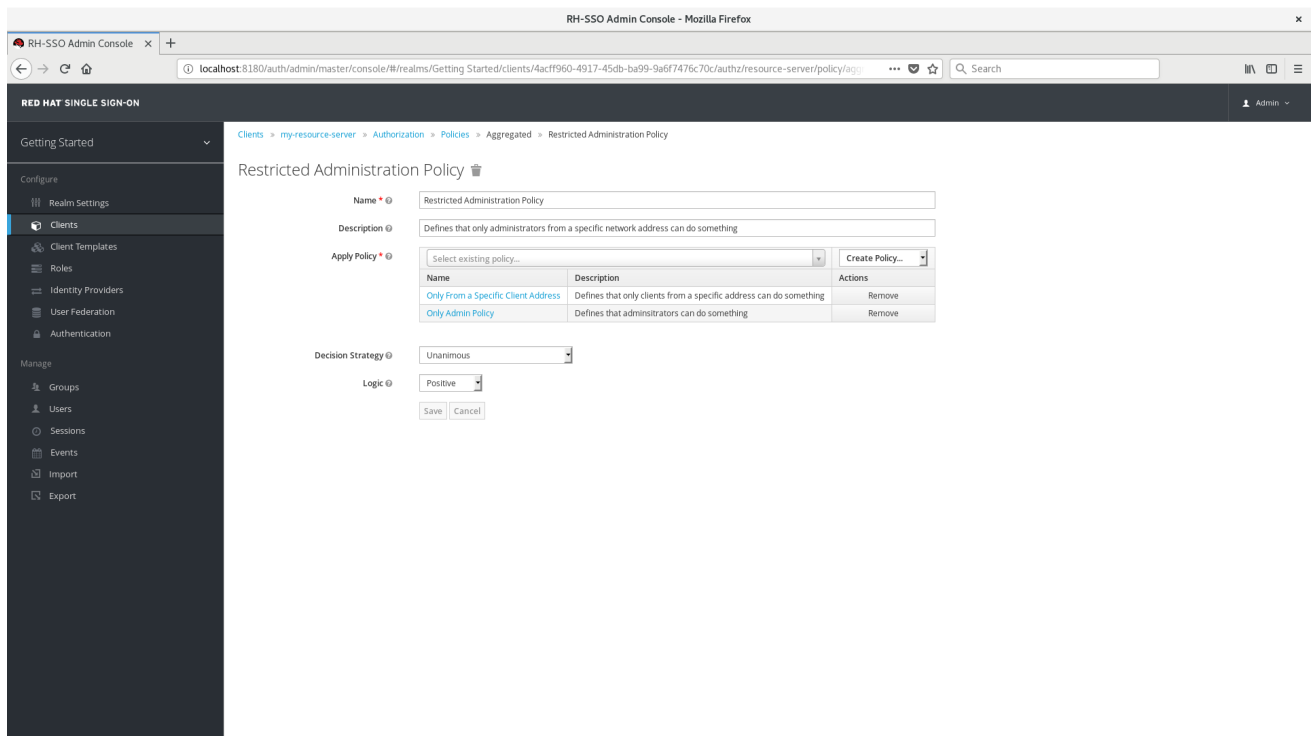 RH-SSO Admin Console - Mozilla Firefox ×
RH-SSO Admin Console × +
localhost:8180/auth/admin/master/console/#/realms/Getting Started/clients/4acff960-4917-45db-ba99-9a6f7476c70c/authz/resource-server/policy/agg ••• Search
RED HAT SINGLE SIGN-ON Admin
Getting Started
Configure
Realm Settings
Clients
Client Templates
Roles
Identity Providers
User Federation
Authentication
Manage
Groups
Users
Sessions
Events
Import
Export
Clients » my-resource-server » Authorization » Policies » Aggregated » Restricted Administration Policy
Restricted Administration Policy
Name * Restricted Administration Policy
Description Defines that only administrators from a specific network address can do something
Apply Policy * Select existing policy... Create Policy...
Name Description Actions
Only From a Specific Client Address Defines that only clients from a specific address can do something Remove
Only Admin Policy Defines that adminsitrators can do something Remove
Decision Strategy Unanimous
Logic Positive
Save Cancel